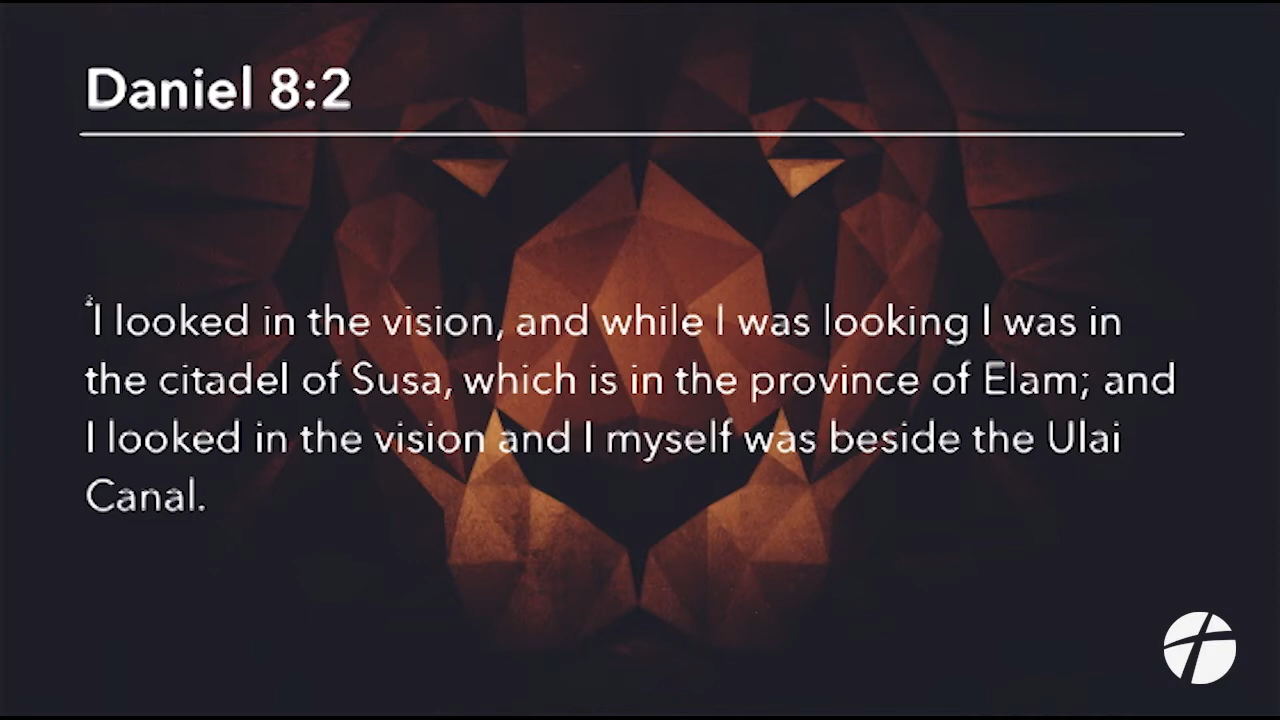 Daniel 8:2
2I looked in the vision, and while I was looking I was in
the citadel of Susa, which is in the province of Elam; and
I looked in the vision and I myself was beside the Ulai
Canal.